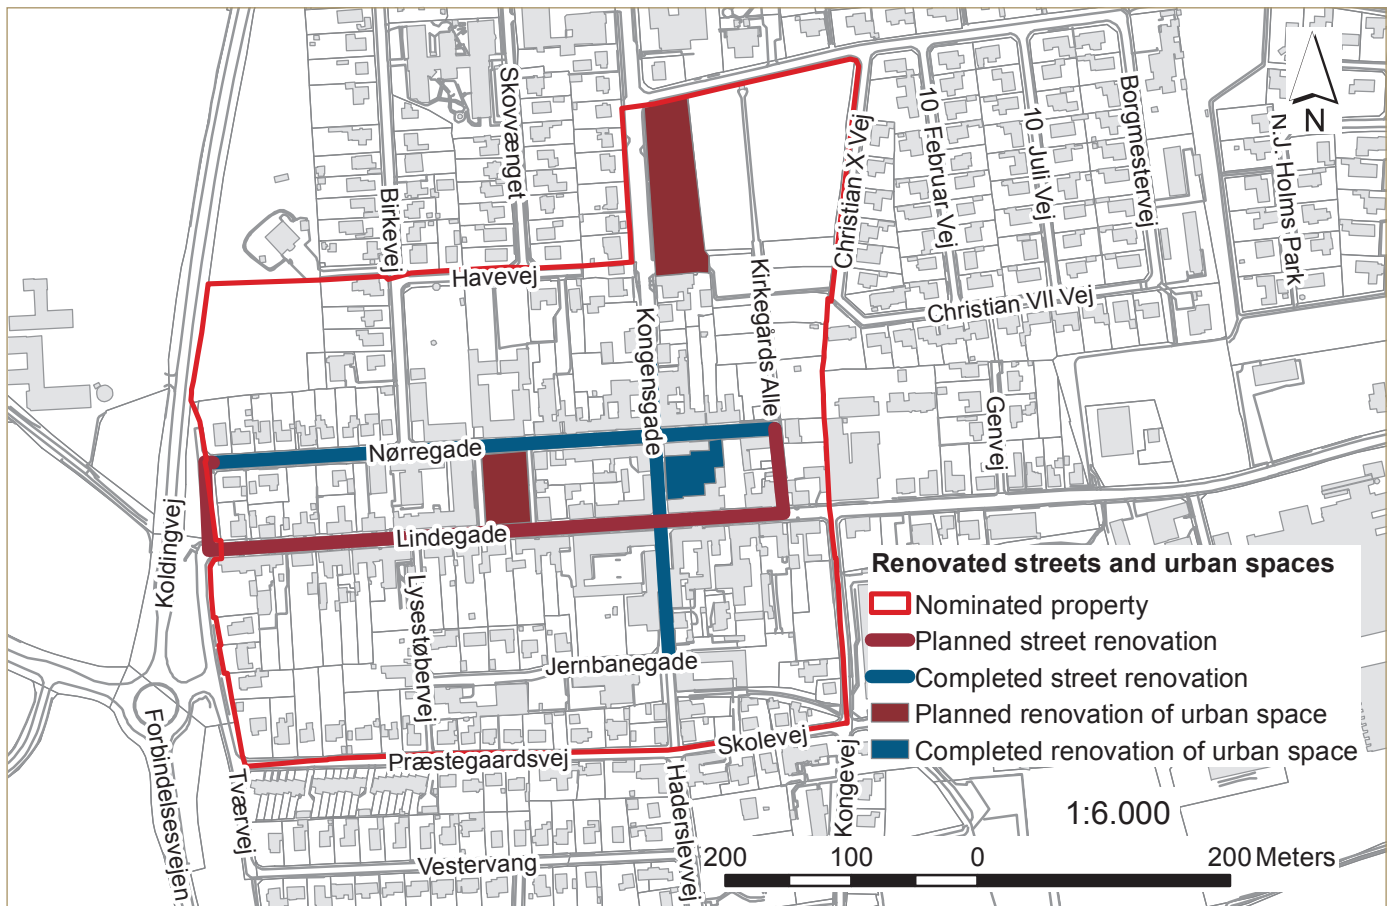 Skovvænget
Birkevej
Havevej
Kongensgade
Kirkegårds Alle
Christian X Vej
10 Februar Vej
10 Juli Vej
Borgmestervej
N.J. Holms Park
N
Christian VII Vej
Genvej
Koldingvej
Nørregade
Lindegade
Lysestøbervej
Jernbanegade
Præstegaardsvej
Skolevej
Forbindelsesvejen
Tværvej
Vestervang
Haderslevvej
Kongevej
Renovated streets and urban spaces
Nominated property
Planned street renovation
Completed street renovation
Planned renovation of urban space
Completed renovation of urban space
1:6.000
200 100 0 200 Meters